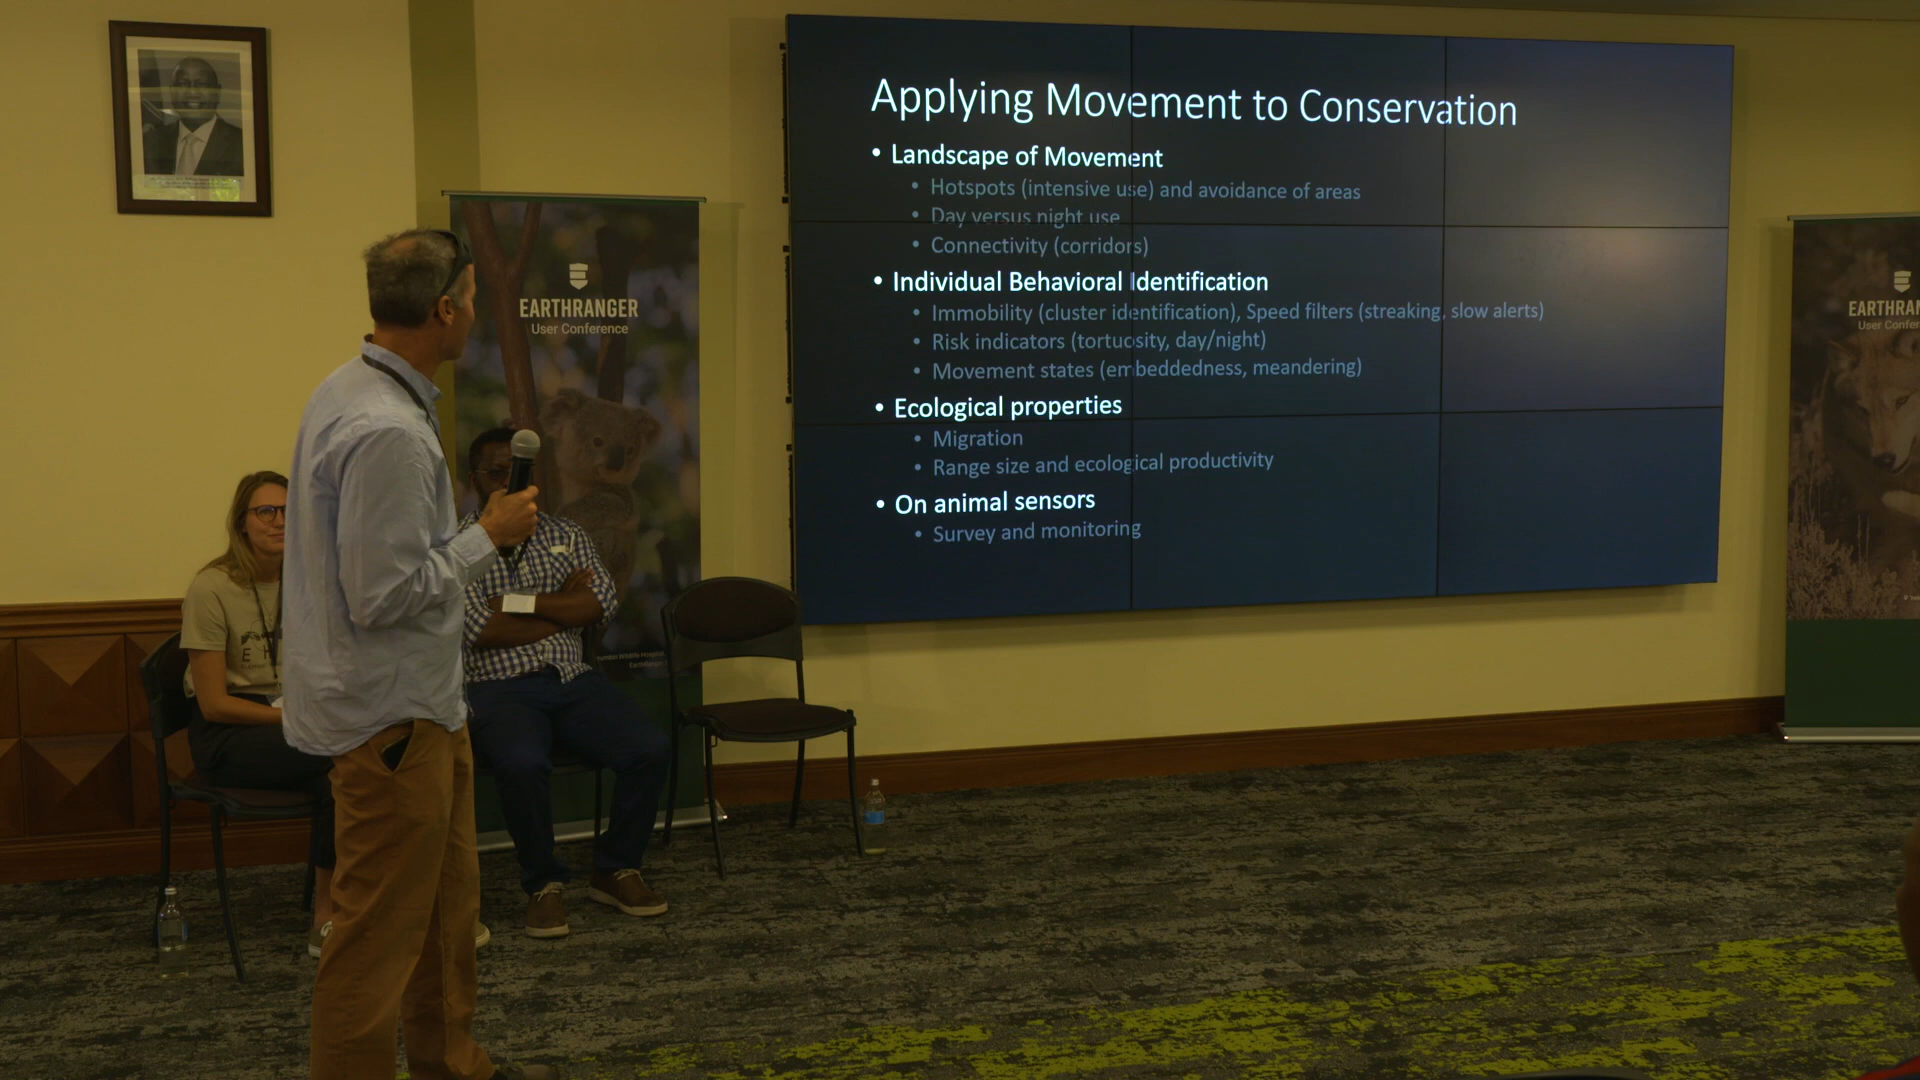 Applying Movement to Conservation
• Landscape of Movement
• Hotspots (intensive use) and avoidance of areas
• Day versus night use
• Connectivity (corridors)
• Individual Behavioral Identification
• Immobility (cluster identification), Speed filters (streaking, slow alerts)
• Risk indicators (tortuosity, day/night)
• Movement states (embeddedness, meandering)
• Ecological properties
• Migration
• Range size and ecological productivity
• On animal sensors
• Survey and monitoring
EARTHRANGER
User Conference
Wildlife Hospital
EARTHRAN
User Confer
E H